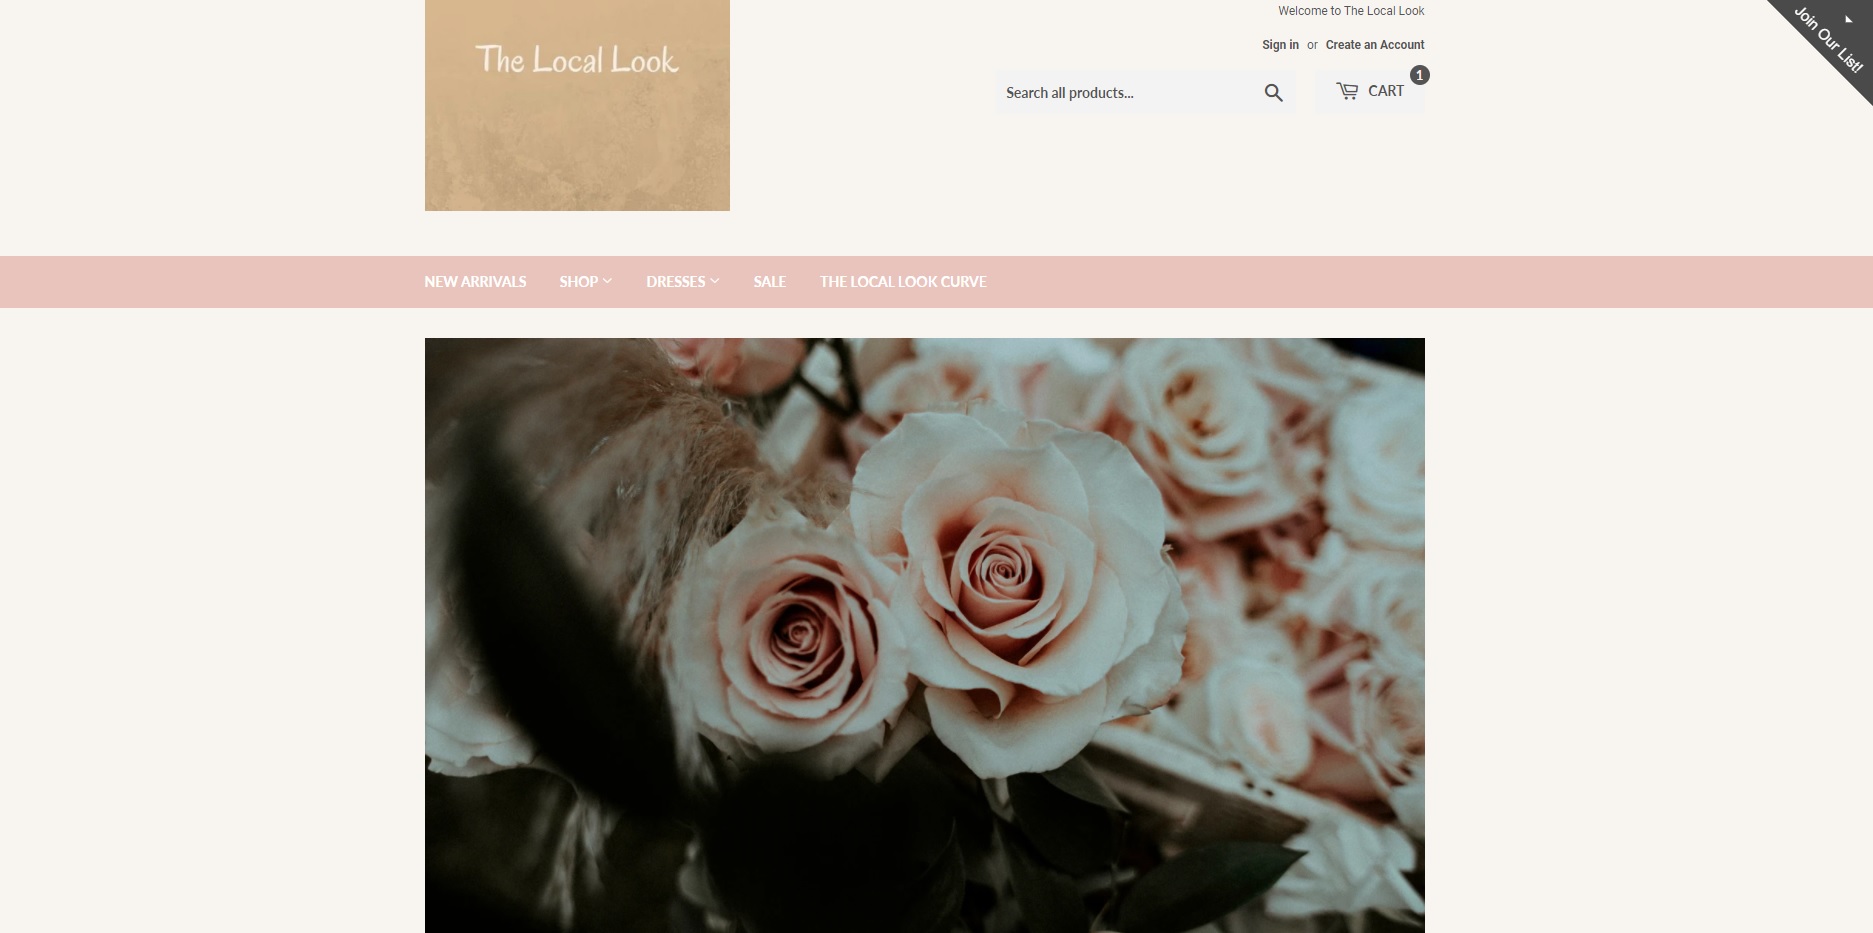 The Local Look
Welcome to The Local Look
Sign in or Create an Account
Search all products...
CART
1
Join Our List!
NEW ARRIVALS
SHOP
DRESSES
SALE
THE LOCAL LOOK CURVE